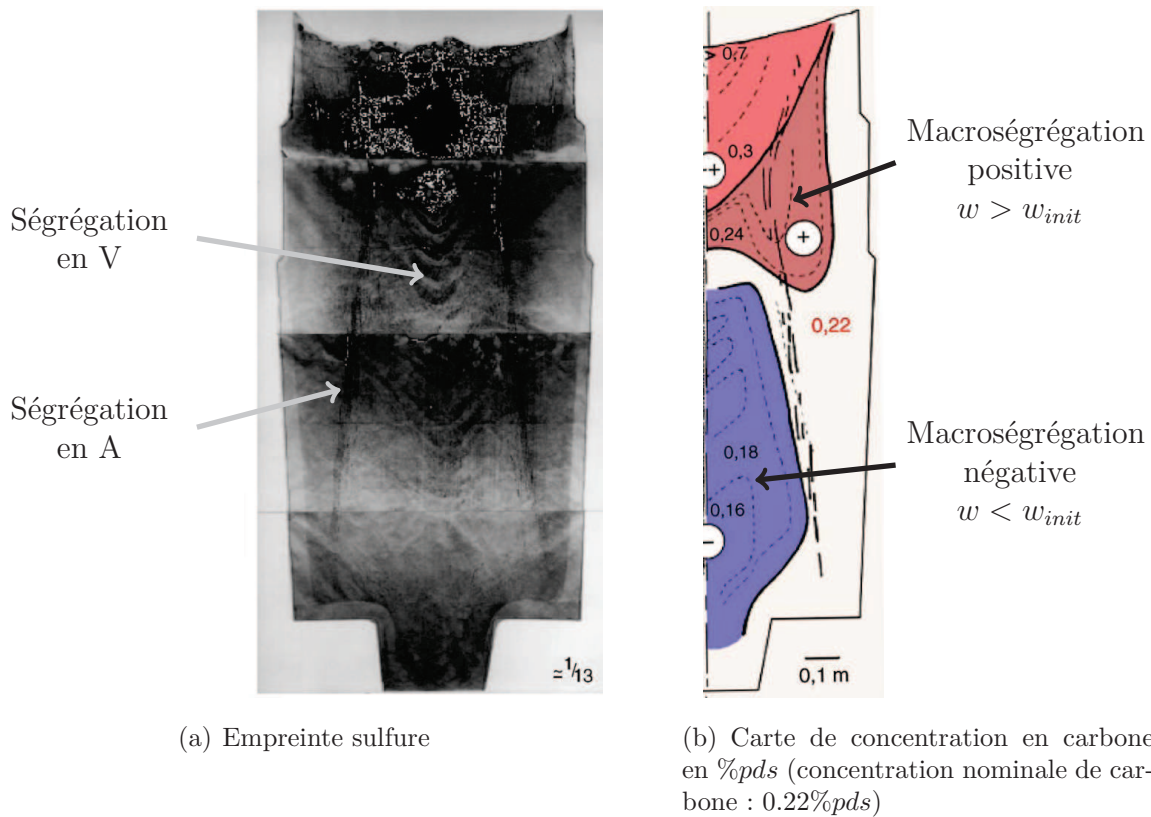 Ségrégation
en V
Ségrégation
en A
≃1/13
> 0,7
0,3
++
0,24
+
0,22
0,18
0,16
−
0,1 m
Macroségrégation
positive
w > w_init
Macroségrégation
négative
w < w_init
(a) Empreinte sulfure
(b) Carte de concentration en carbone
en %pds (concentration nominale de car-
bone : 0.22%pds)